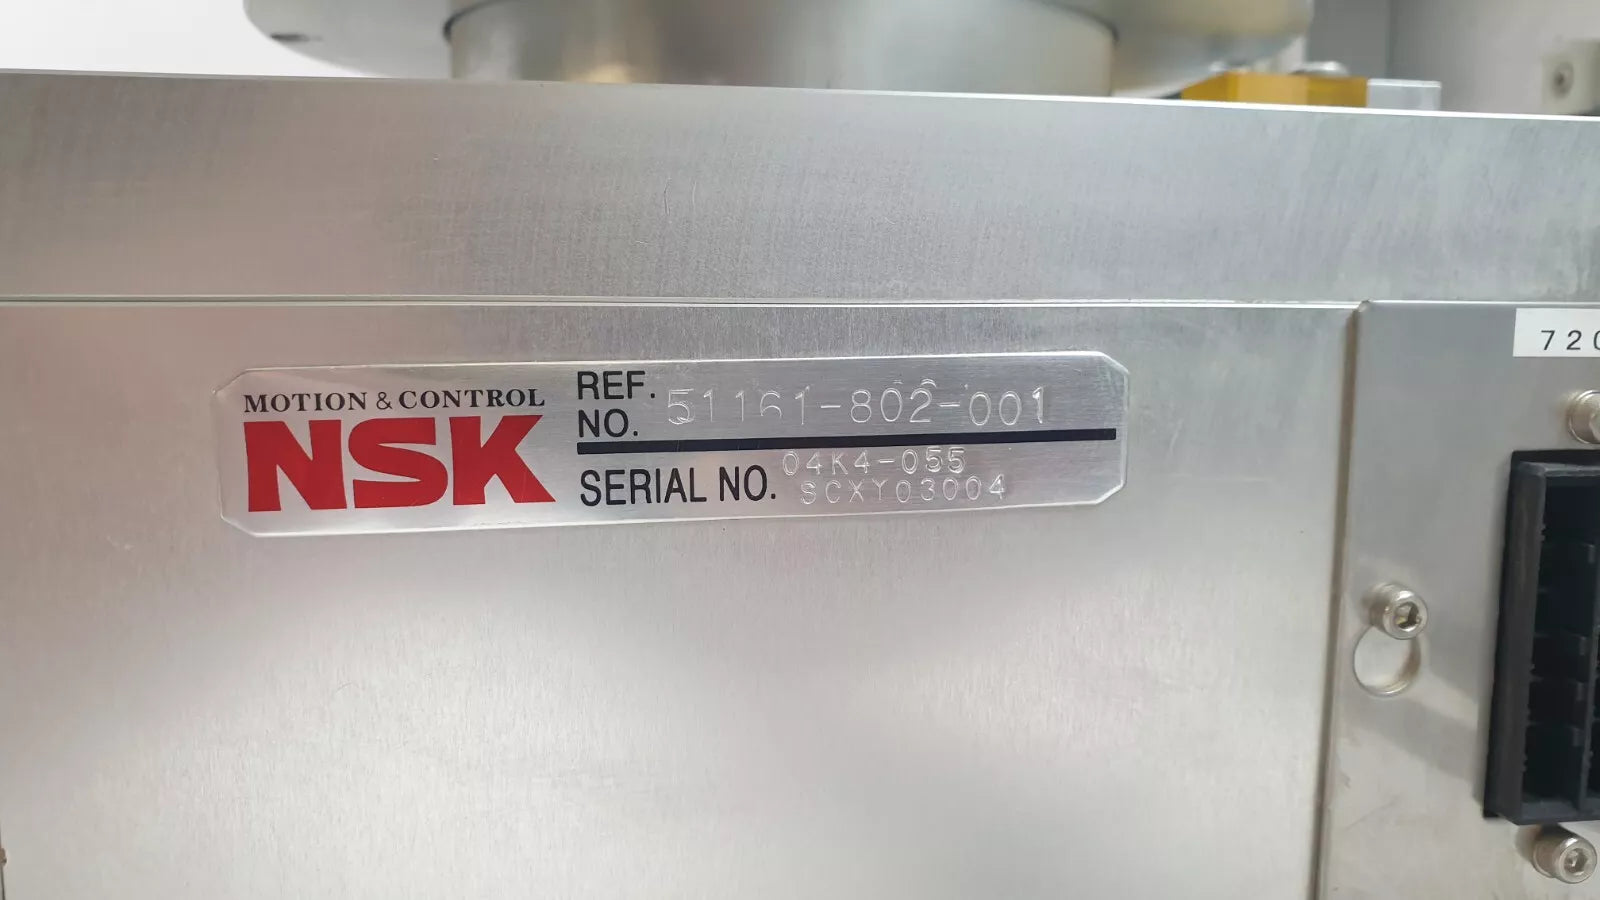 MOTION & CONTROL
NSK
REF.
NO. 51161-802-001
SERIAL NO. 04K4-055
SCXY03004
720